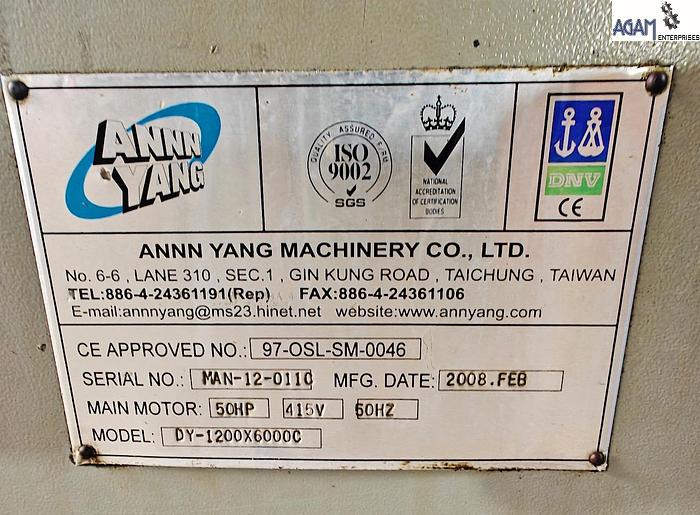 AGAM
ENTERPRISES
ANNN
YANG
QUALITY ASSURED FIRM
ISO
9002
SGS
NATIONAL
ACCREDITATION
OF CERTIFICATION
BODIES
DNV
CE
ANNN YANG MACHINERY CO., LTD.
No. 6-6 , LANE 310 , SEC.1 , GIN KUNG ROAD , TAICHUNG , TAIWAN
TEL:886-4-24361191(Rep) FAX:886-4-24361106
E-mail:annnyang@ms23.hinet.net website:www.annyang.com
CE APPROVED NO.: 97-OSL-SM-0046
SERIAL NO.: MAN-12-011C MFG. DATE: 2008.FEB
MAIN MOTOR: 50HP 415V 50HZ
MODEL: DY-1200X6000C